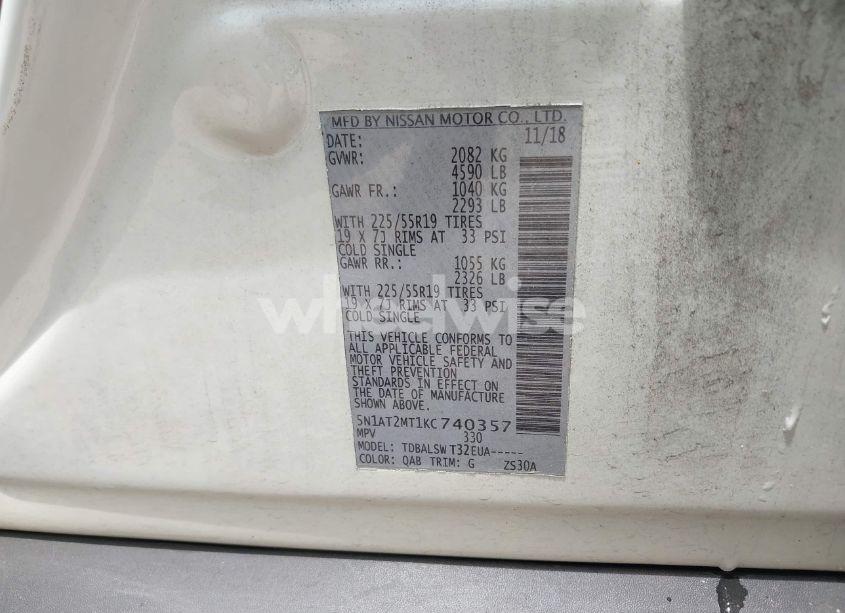 MFD BY NISSAN MOTOR CO., LTD.
DATE: 11/18
GVWR: 2082 KG
4590 LB
GAWR FR.: 1040 KG
2293 LB
WITH 225/55R19 TIRES
19 X 7J RIMS AT 33 PSI
COLD SINGLE
GAWR RR.: 1055 KG
2326 LB
WITH 225/55R19 TIRES
19 X 7J RIMS AT 33 PSI
COLD SINGLE
wheelwise
THIS VEHICLE CONFORMS TO
ALL APPLICABLE FEDERAL
MOTOR VEHICLE SAFETY AND
THEFT PREVENTION
STANDARDS IN EFFECT ON
THE DATE OF MANUFACTURE
SHOWN ABOVE.
5N1AT2MT1KC740357
MPV 330
MODEL: TDBALSW T32EUA-----
COLOR: QAB TRIM: G ZS30A